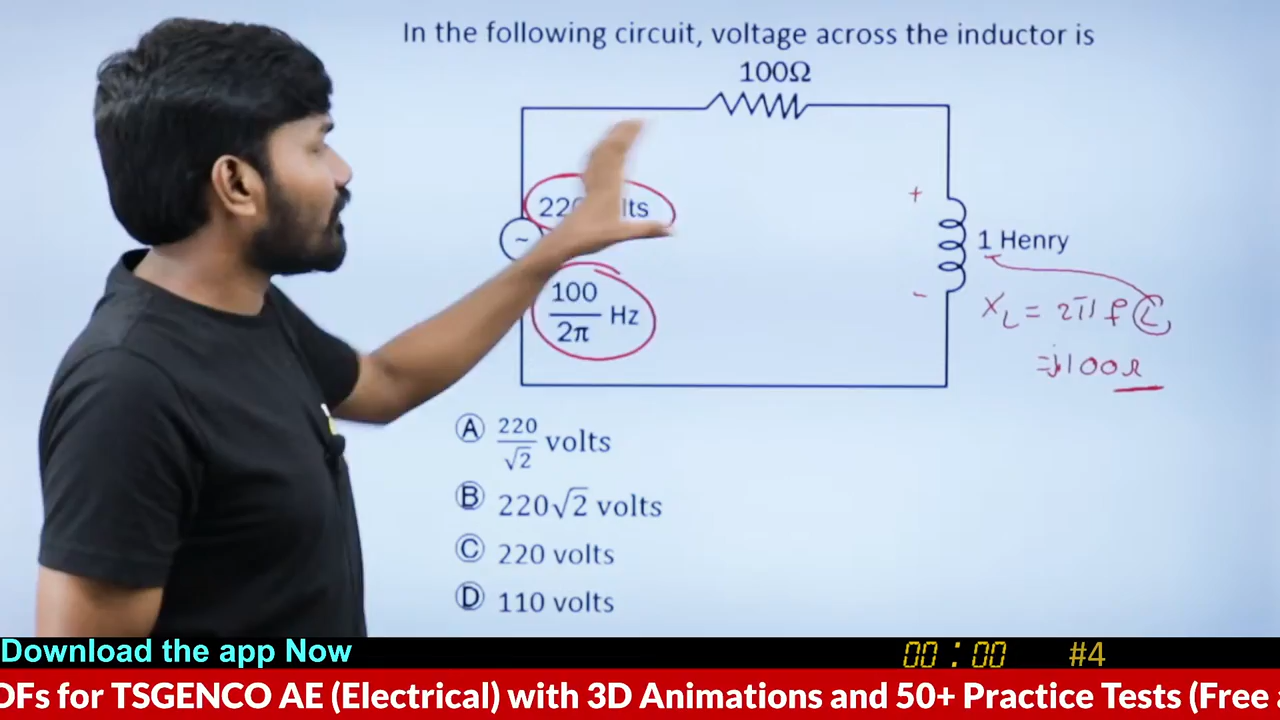 In the following circuit, voltage across the inductor is
100Ω
~
lts
1 Henry
100
2π
Hz
+
-
X_L = 2πf L
=j100Ω
A 220/√2 volts
B 220√2 volts
C 220 volts
D 110 volts
Download the app Now
00:00 #4
DFs for TSGENCO AE (Electrical) with 3D Animations and 50+ Practice Tests (Free